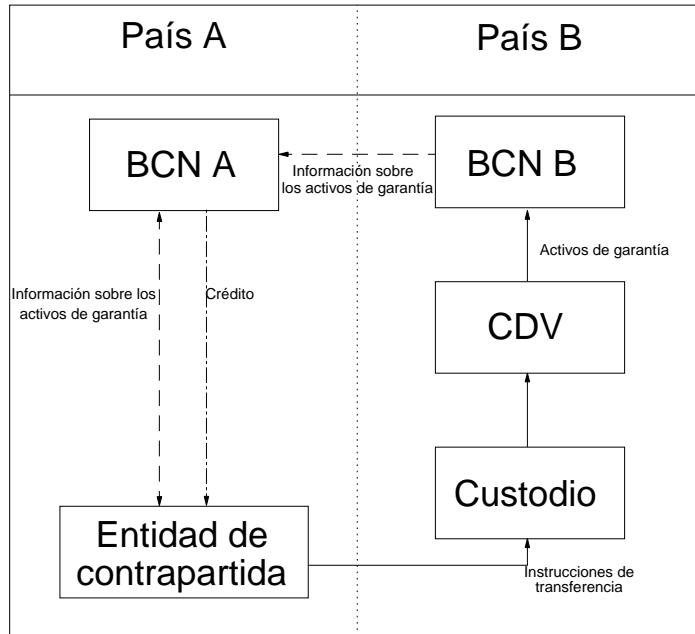 País A
País B
BCN A
BCN B
Información sobre
los activos de garantía
Información sobre los
activos de garantía
Crédito
Activos de garantía
CDV
Custodio
Entidad de
contrapartida
Instrucciones de
transferencia